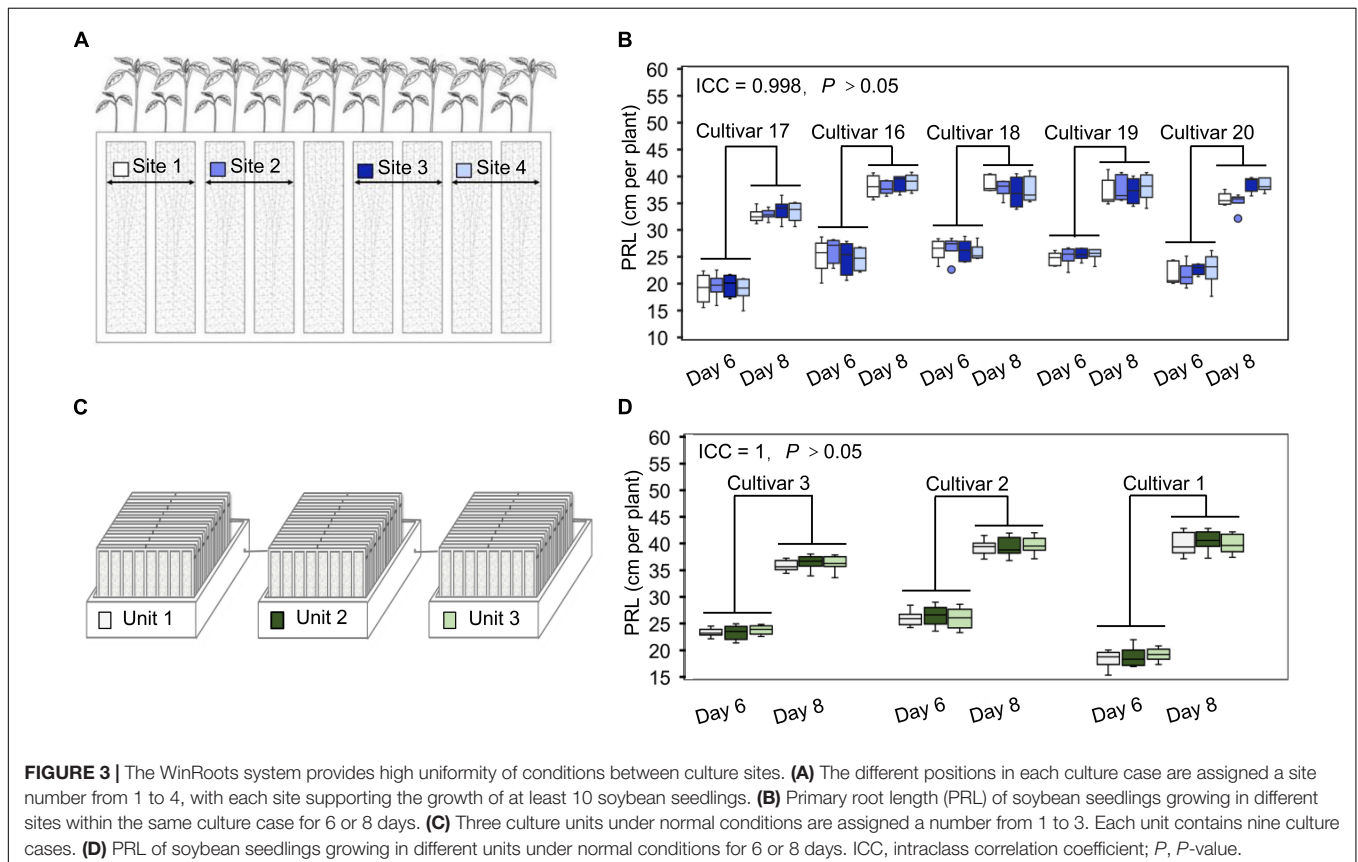 A
Site 1 Site 2 Site 3 Site 4
B
60
55
50
45
40
35
30
25
20
15
10
PRL (cm per plant)
ICC = 0.998, P > 0.05
Cultivar 17 Cultivar 16 Cultivar 18 Cultivar 19 Cultivar 20
Day 6 Day 8 Day 6 Day 8 Day 6 Day 8 Day 6 Day 8 Day 6 Day 8
C
Unit 1 Unit 2 Unit 3
D
60
55
50
45
40
35
30
25
20
15
PRL (cm per plant)
ICC = 1, P > 0.05
Cultivar 3 Cultivar 2 Cultivar 1
Day 6 Day 8 Day 6 Day 8 Day 6 Day 8
FIGURE 3 | The WinRoots system provides high uniformity of conditions between culture sites. (A) The different positions in each culture case are assigned a site
number from 1 to 4, with each site supporting the growth of at least 10 soybean seedlings. (B) Primary root length (PRL) of soybean seedlings growing in different
sites within the same culture case for 6 or 8 days. (C) Three culture units under normal conditions are assigned a number from 1 to 3. Each unit contains nine culture
cases. (D) PRL of soybean seedlings growing in different units under normal conditions for 6 or 8 days. ICC, intraclass correlation coefficient; P, P-value.